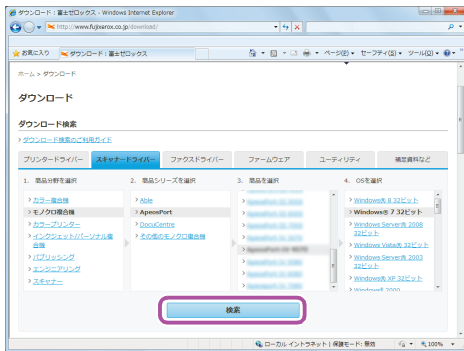 ダウンロード : 富士ゼロックス - Windows Internet Explorer
http://www.fujixerox.co.jp/download/
お気に入り
ダウンロード : 富士ゼロックス
ページ(P)
セーフティ(S)
ツール(O)
ホーム > ダウンロード
ダウンロード
ダウンロード検索
> ダウンロード検索のご利用ガイド
プリンタードライバー
スキャナードライバー
ファクスドライバー
ファームウェア
ユーティリティ
補足資料など
1. 商品分野を選択
> カラー複合機
> モノクロ複合機
> カラープリンター
> インクジェット/パーソナル複合機
> パブリッシング
> エンジニアリング
> スキャナー
2. 商品シリーズを選択
> Able
> ApeosPort
> DocuCentre
> その他のモノクロ複合機
3. 商品を選択
4. OSを選択
> Windows® 8 32ビット
> Windows® 7 32ビット
> Windows Server® 2008
32ビット
> Windows Vista® 32ビット
> Windows Server® 2003
32ビット
> Windows® XP 32ビット
> Windows® 2000
検索
ローカル イントラネット | 保護モード: 無効
100%